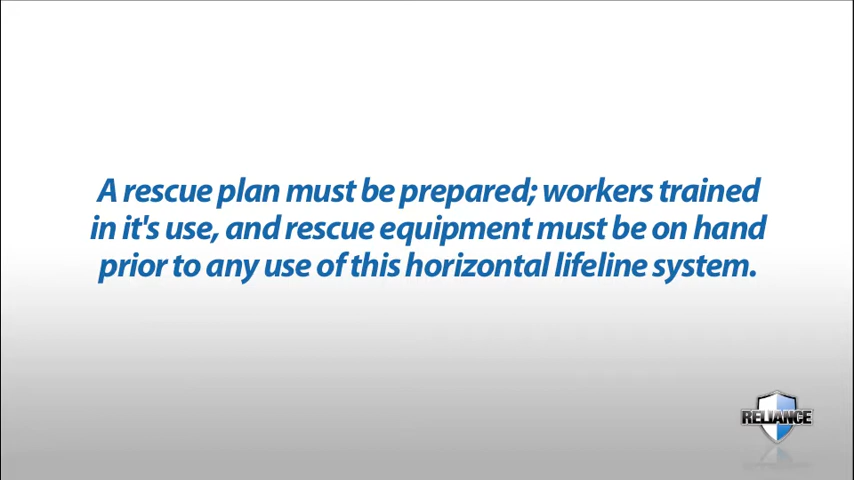 A rescue plan must be prepared; workers trained
in it's use, and rescue equipment must be on hand
prior to any use of this horizontal lifeline system.
RELIANCE